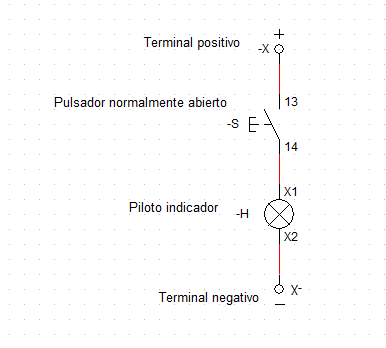 +
Terminal positivo
-X
Pulsador normalmente abierto
13
-S
14
X1
Piloto indicador
-H
X2
X-
Terminal negativo
−